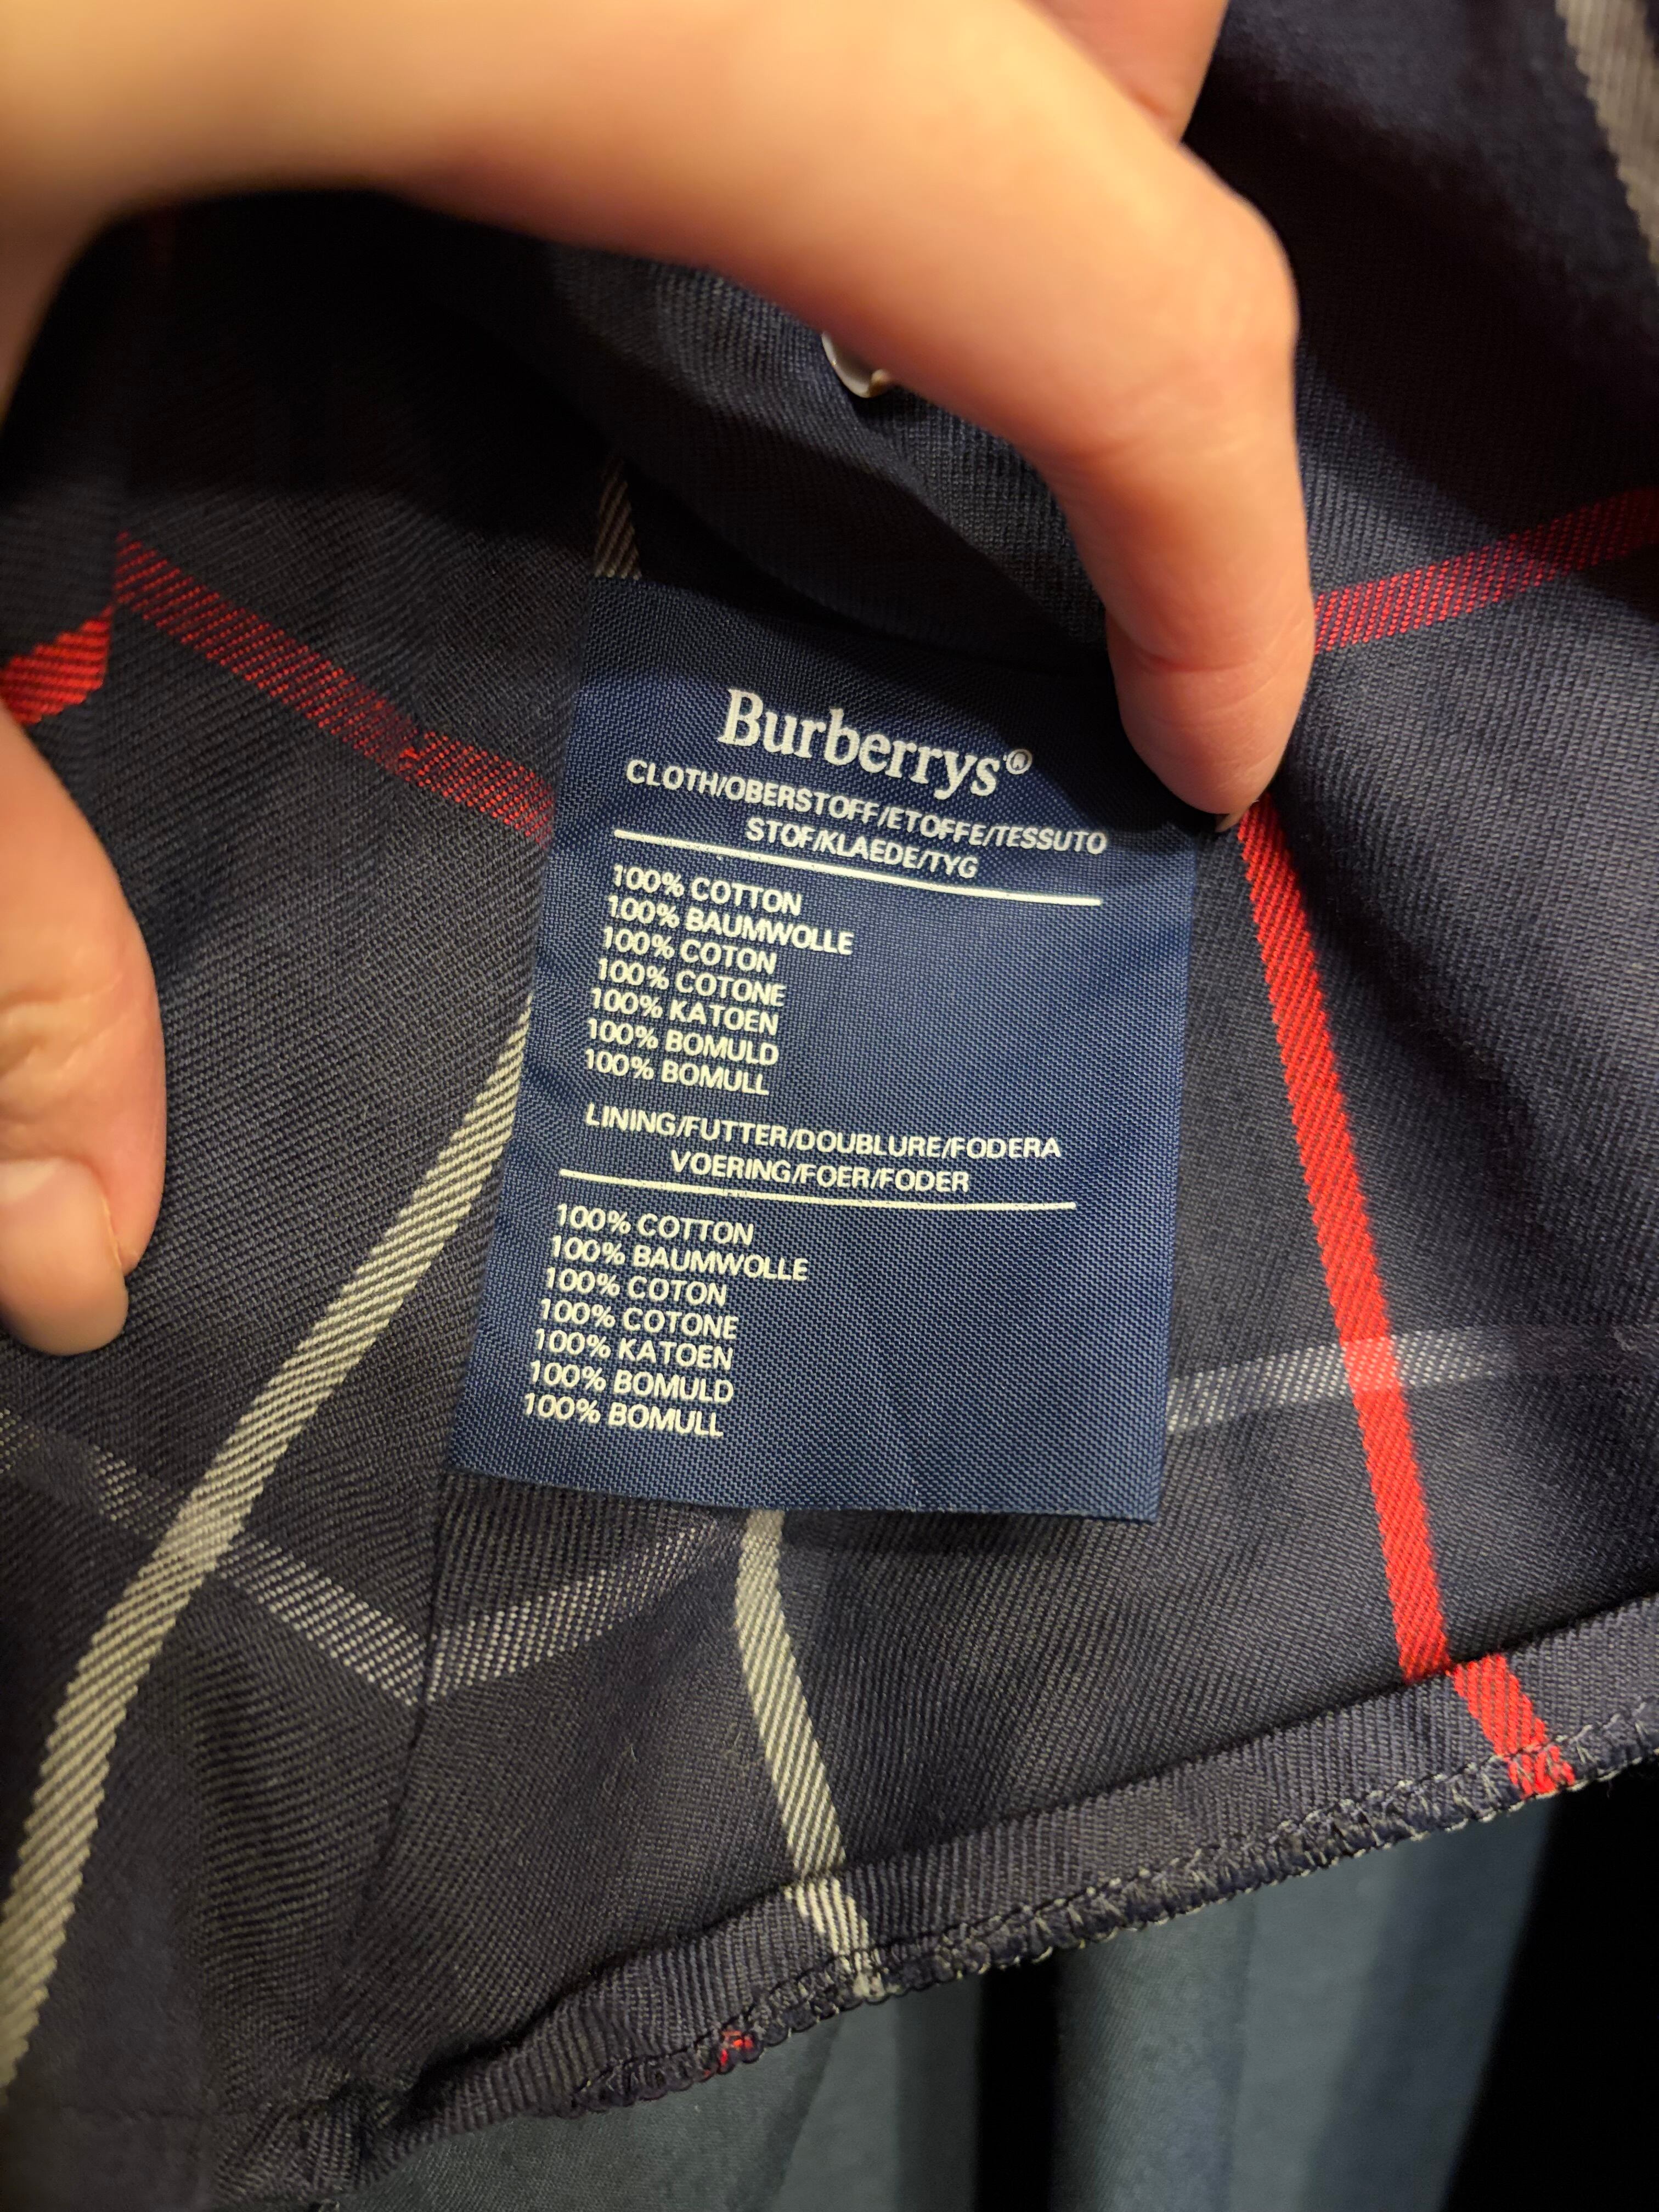 Burberrys®
CLOTH/OBERSTOFF/ETOFFE/TESSUTO
STOF/KLAEDE/TYG
100% COTTON
100% BAUMWOLLE
100% COTON
100% COTONE
100% KATOEN
100% BOMULD
100% BOMULL
LINING/FUTTER/DOUBLURE/FODERA
VOERING/FOER/FODER
100% COTTON
100% BAUMWOLLE
100% COTON
100% COTONE
100% KATOEN
100% BOMULD
100% BOMULL